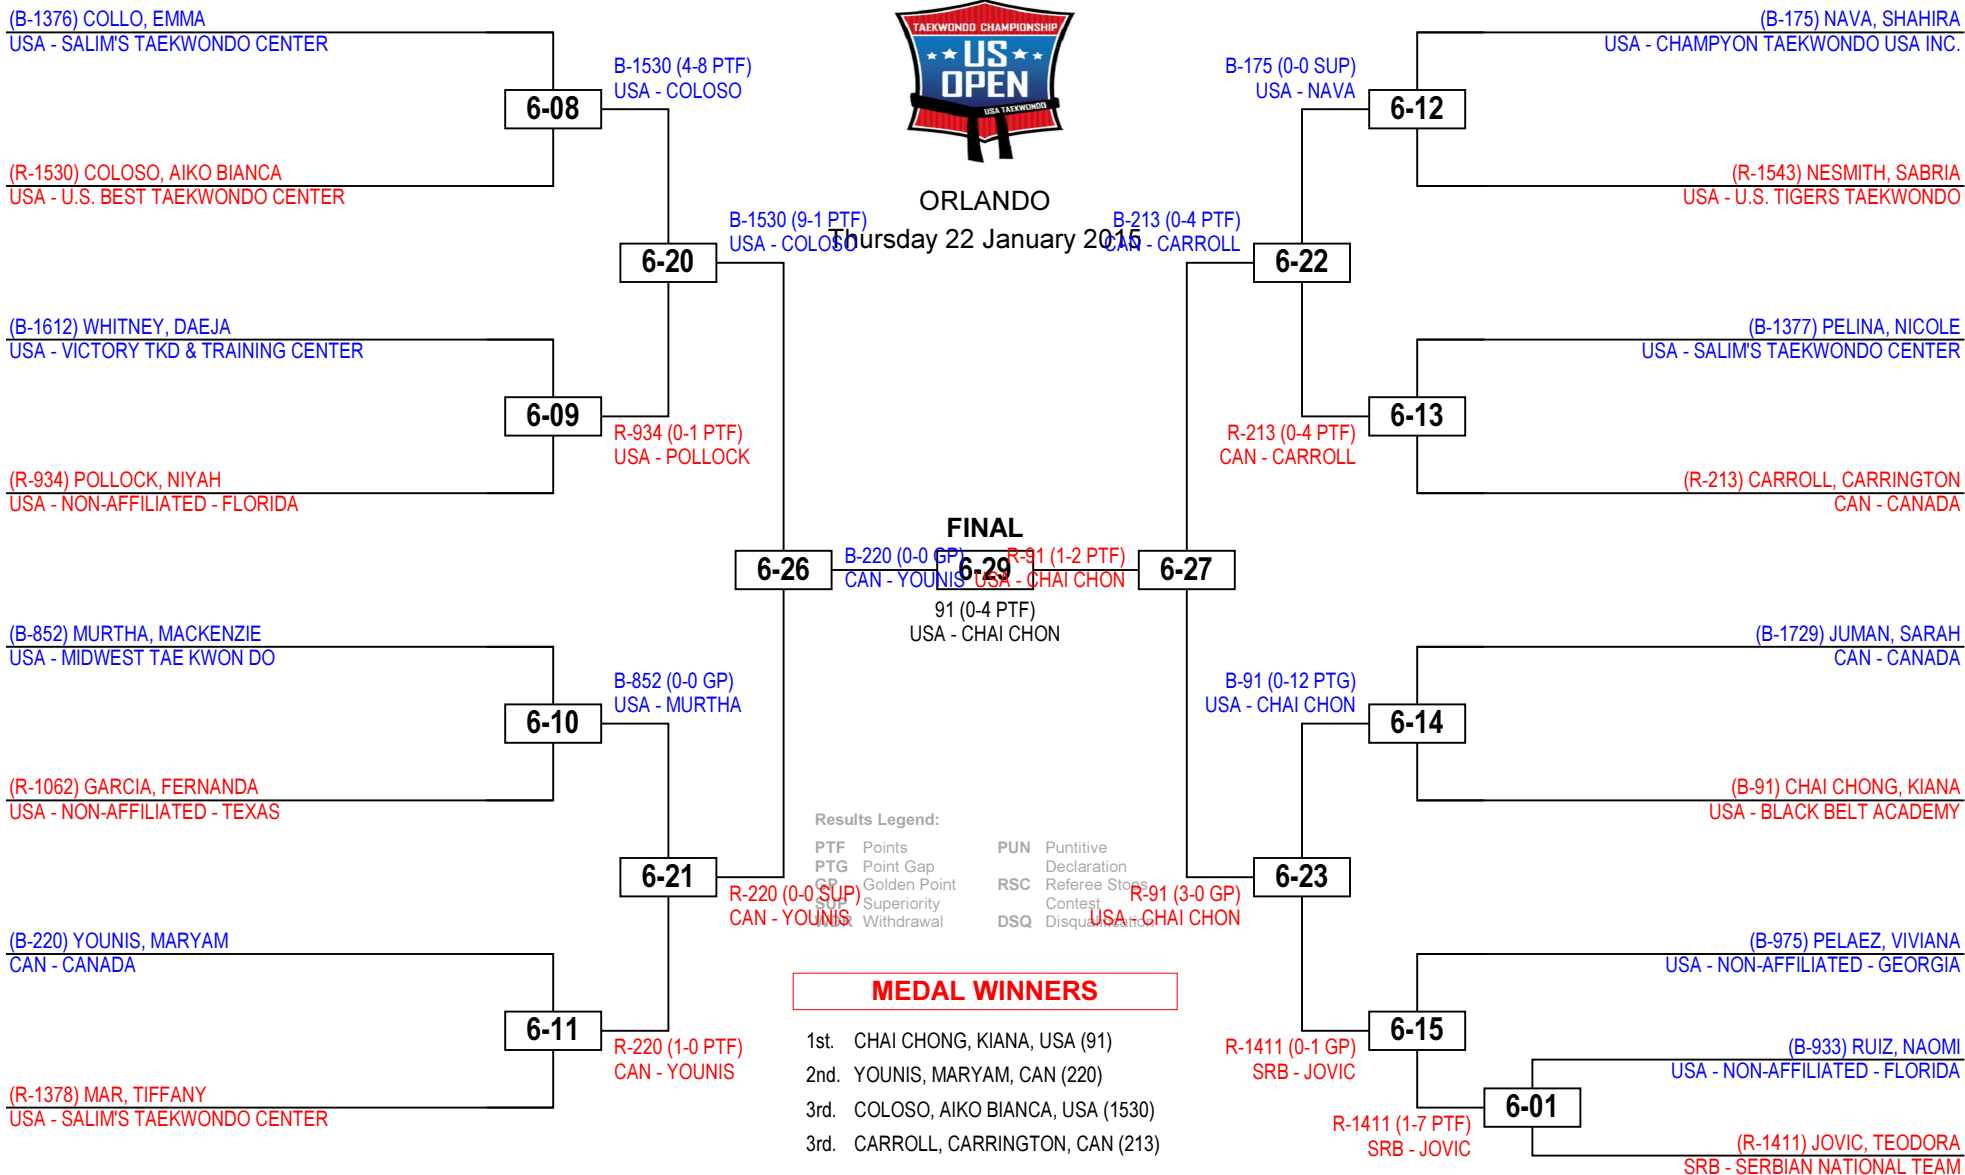 (B-1376) COLLO, EMMA
USA - SALIM'S TAEKWONDO CENTER
B-1530 (4-8 PTF)
USA - COLOSO
6-08
(R-1530) COLOSO, AIKO BIANCA
USA - U.S. BEST TAEKWONDO CENTER
B-1530 (9-1 PTF)
USA - COLOSO
6-20
(B-1612) WHITNEY, DAEJA
USA - VICTORY TKD & TRAINING CENTER
6-09
R-934 (0-1 PTF)
USA - POLLOCK
(R-934) POLLOCK, NIYAH
USA - NON-AFFILIATED - FLORIDA
6-26
(B-852) MURTHA, MACKENZIE
USA - MIDWEST TAE KWON DO
B-852 (0-0 GP)
USA - MURTHA
6-10
(R-1062) GARCIA, FERNANDA
USA - NON-AFFILIATED - TEXAS
6-21
R-220 (0-0 SUP)
CAN - YOUNIS
(B-220) YOUNIS, MARYAM
CAN - CANADA
6-11
R-220 (1-0 PTF)
CAN - YOUNIS
(R-1378) MAR, TIFFANY
USA - SALIM'S TAEKWONDO CENTER
TAEKWONDO CHAMPIONSHIP
US
OPEN
USA TAEKWONDO
ORLANDO
Thursday 22 January 2015
FINAL
B-220 (0-0 GP)
CAN - YOUNIS
6-29
R-91 (1-2 PTF)
USA - CHAI CHON
91 (0-4 PTF)
USA - CHAI CHON
Results Legend:
PTF Points
PTG Point Gap
GP Golden Point
SUP Superiority
WDR Withdrawal
PUN Puntitive
Declaration
RSC Referee Stops
Contest
DSQ Disqualification
MEDAL WINNERS
1st. CHAI CHONG, KIANA, USA (91)
2nd. YOUNIS, MARYAM, CAN (220)
3rd. COLOSO, AIKO BIANCA, USA (1530)
3rd. CARROLL, CARRINGTON, CAN (213)
(B-175) NAVA, SHAHIRA
USA - CHAMPYON TAEKWONDO USA INC.
B-175 (0-0 SUP)
USA - NAVA
6-12
(R-1543) NESMITH, SABRIA
USA - U.S. TIGERS TAEKWONDO
B-213 (0-4 PTF)
CAN - CARROLL
6-22
(B-1377) PELINA, NICOLE
USA - SALIM'S TAEKWONDO CENTER
6-13
R-213 (0-4 PTF)
CAN - CARROLL
(R-213) CARROLL, CARRINGTON
CAN - CANADA
6-27
(B-1729) JUMAN, SARAH
CAN - CANADA
B-91 (0-12 PTG)
USA - CHAI CHON
6-14
(B-91) CHAI CHONG, KIANA
USA - BLACK BELT ACADEMY
6-23
R-91 (3-0 GP)
USA - CHAI CHON
(B-975) PELAEZ, VIVIANA
USA - NON-AFFILIATED - GEORGIA
6-15
R-1411 (0-1 GP)
SRB - JOVIC
(B-933) RUIZ, NAOMI
USA - NON-AFFILIATED - FLORIDA
6-01
R-1411 (1-7 PTF)
SRB - JOVIC
(R-1411) JOVIC, TEODORA
SRB - SERBIAN NATIONAL TEAM